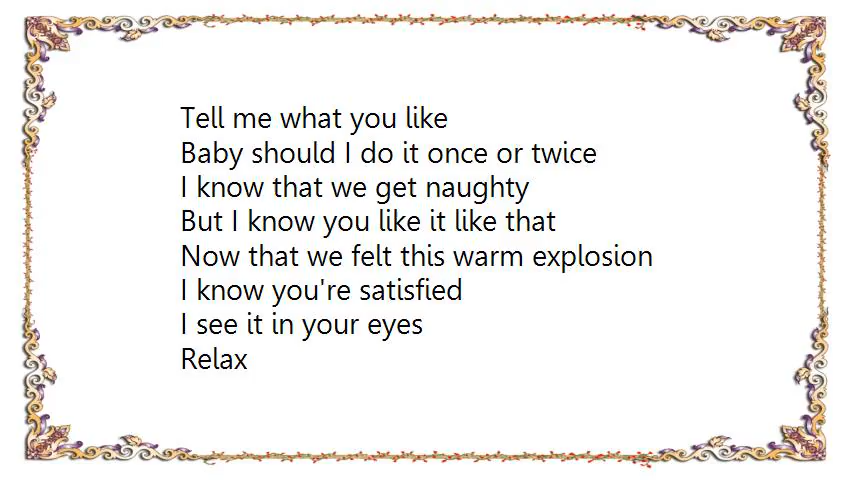 Tell me what you like
Baby should I do it once or twice
I know that we get naughty
But I know you like it like that
Now that we felt this warm explosion
I know you're satisfied
I see it in your eyes
Relax